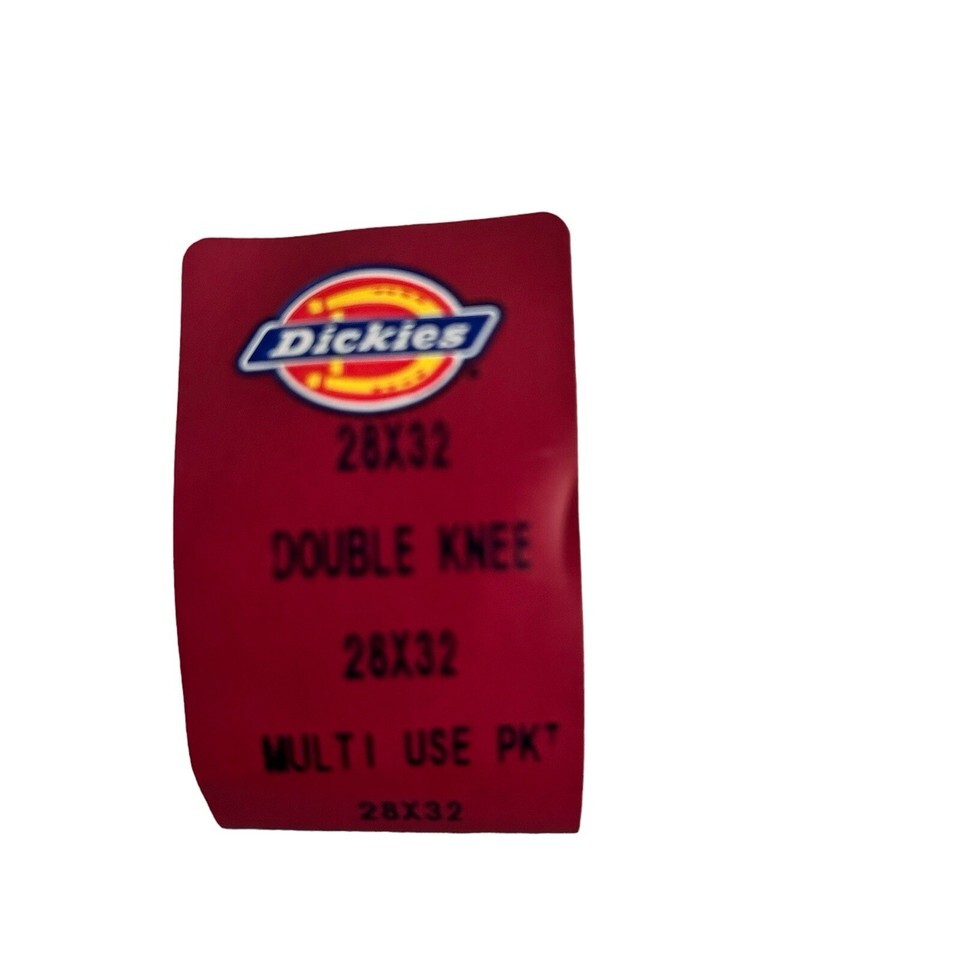 Dickies
28X32
DOUBLE KNEE
28X32
MULTI USE PKT
28X32